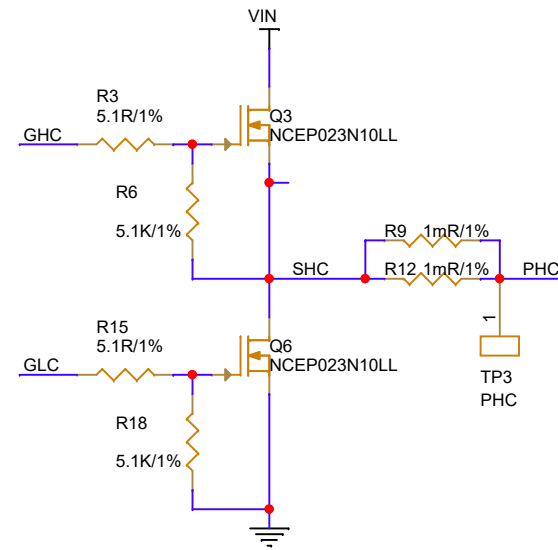 VIN
R3
5.1R/1%
GHC
Q3
NCEP023N10LL
R6
5.1K/1%
R9 1mR/1%
SHC
R12 1mR/1%
PHC
1
R15
5.1R/1%
GLC
Q6
NCEP023N10LL
TP3
PHC
R18
5.1K/1%